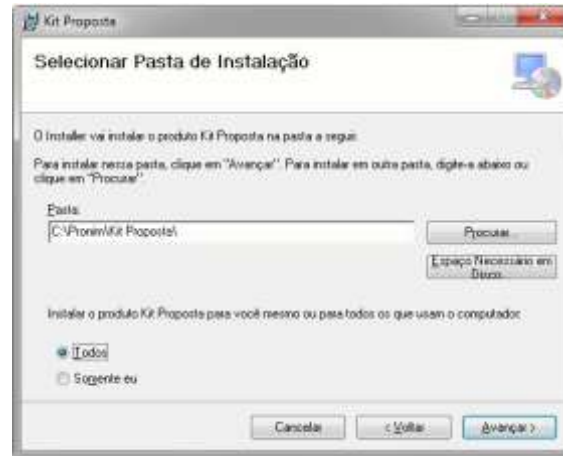 Kit Proposta
Selecionar Pasta de Instalação
O Installer vai instalar o produto Kit Proposta na pasta a seguir.
Para instalar nessa pasta, clique em "Avançar". Para instalar em outra pasta, digite-a abaixo ou
clique em "Procurar".
Pasta:
C:\Pronim\Kit Proposta\
Procurar...
Espaço Necessário em
Disco...
Instalar o produto Kit Proposta para você mesmo ou para todos os que usam o computador:
Todos
Somente eu
Cancelar
< Voltar
Avançar >